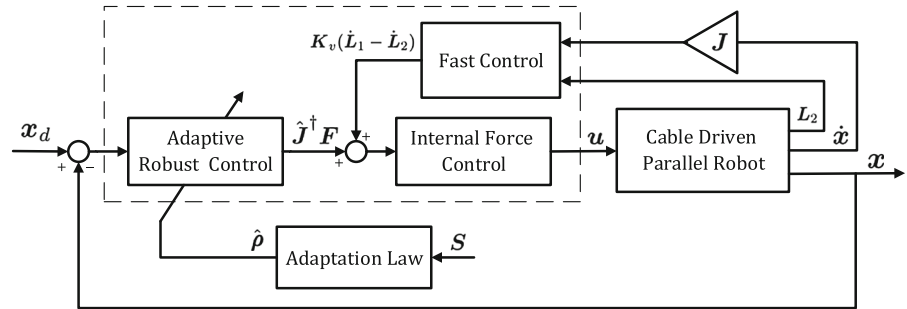 K_v(L̇_1 − L̇_2)
Fast Control
J
x_d
+
−
Adaptive
Robust Control
Ĵ^† F
+
+
Internal Force
Control
u
Cable Driven
Parallel Robot
L_2
ẋ
x
ρ̂
Adaptation Law
S